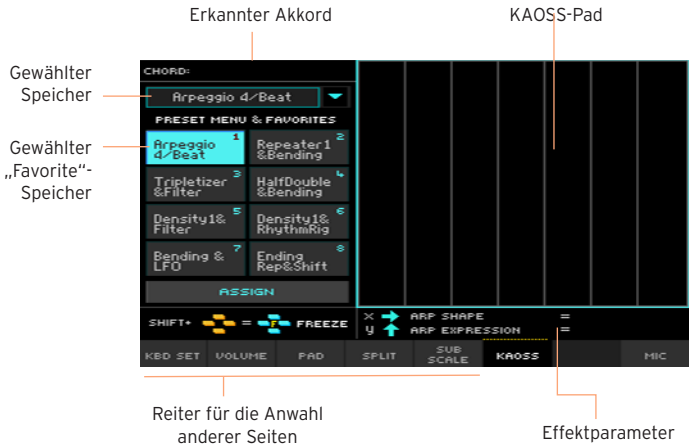 Erkannter Akkord
KAOSS-Pad
Gewählter
Speicher
Gewählter
„Favorite“-
Speicher
CHORD:
Arpeggio 4/Beat
PRESET MENU & FAVORITES
Arpeggio 4/Beat 1
Repeater1 &Bending 2
Tripletizer &Filter 3
HalfDouble &Bending 4
Density1& Filter 5
Density1& RhythmRig 6
Bending & LFO 7
Ending Rep&Shift 8
ASSIGN
SHIFT+ = F FREEZE
x ARP SHAPE =
y ARP EXPRESSION =
KBD SET VOLUME PAD SPLIT SUB SCALE KAOSS MIC
Reiter für die Anwahl
anderer Seiten
Effektparameter